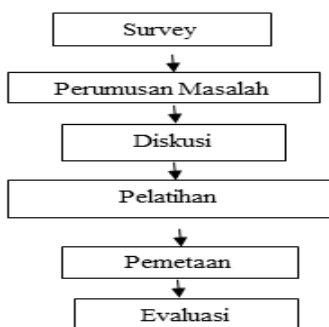 Survey
Perumusan Masalah
Diskusi
Pelatihan
Pemetaan
Evaluasi